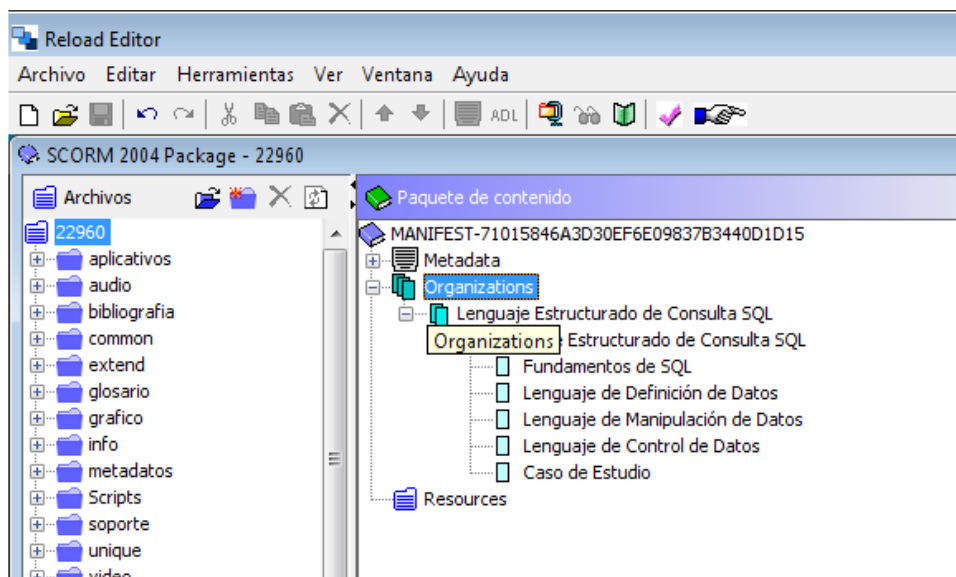 Reload Editor
Archivo Editar Herramientas Ver Ventana Ayuda
ADL
SCORM 2004 Package - 22960
Archivos
22960
aplicativos
audio
bibliografia
common
extend
glosario
grafico
info
metadatos
Scripts
soporte
unique
video
Paquete de contenido
MANIFEST-71015846A3D30EF6E09837B3440D1D15
Metadata
Organizations
Lenguaje Estructurado de Consulta SQL
Organizations Estructurado de Consulta SQL
Fundamentos de SQL
Lenguaje de Definición de Datos
Lenguaje de Manipulación de Datos
Lenguaje de Control de Datos
Caso de Estudio
Resources